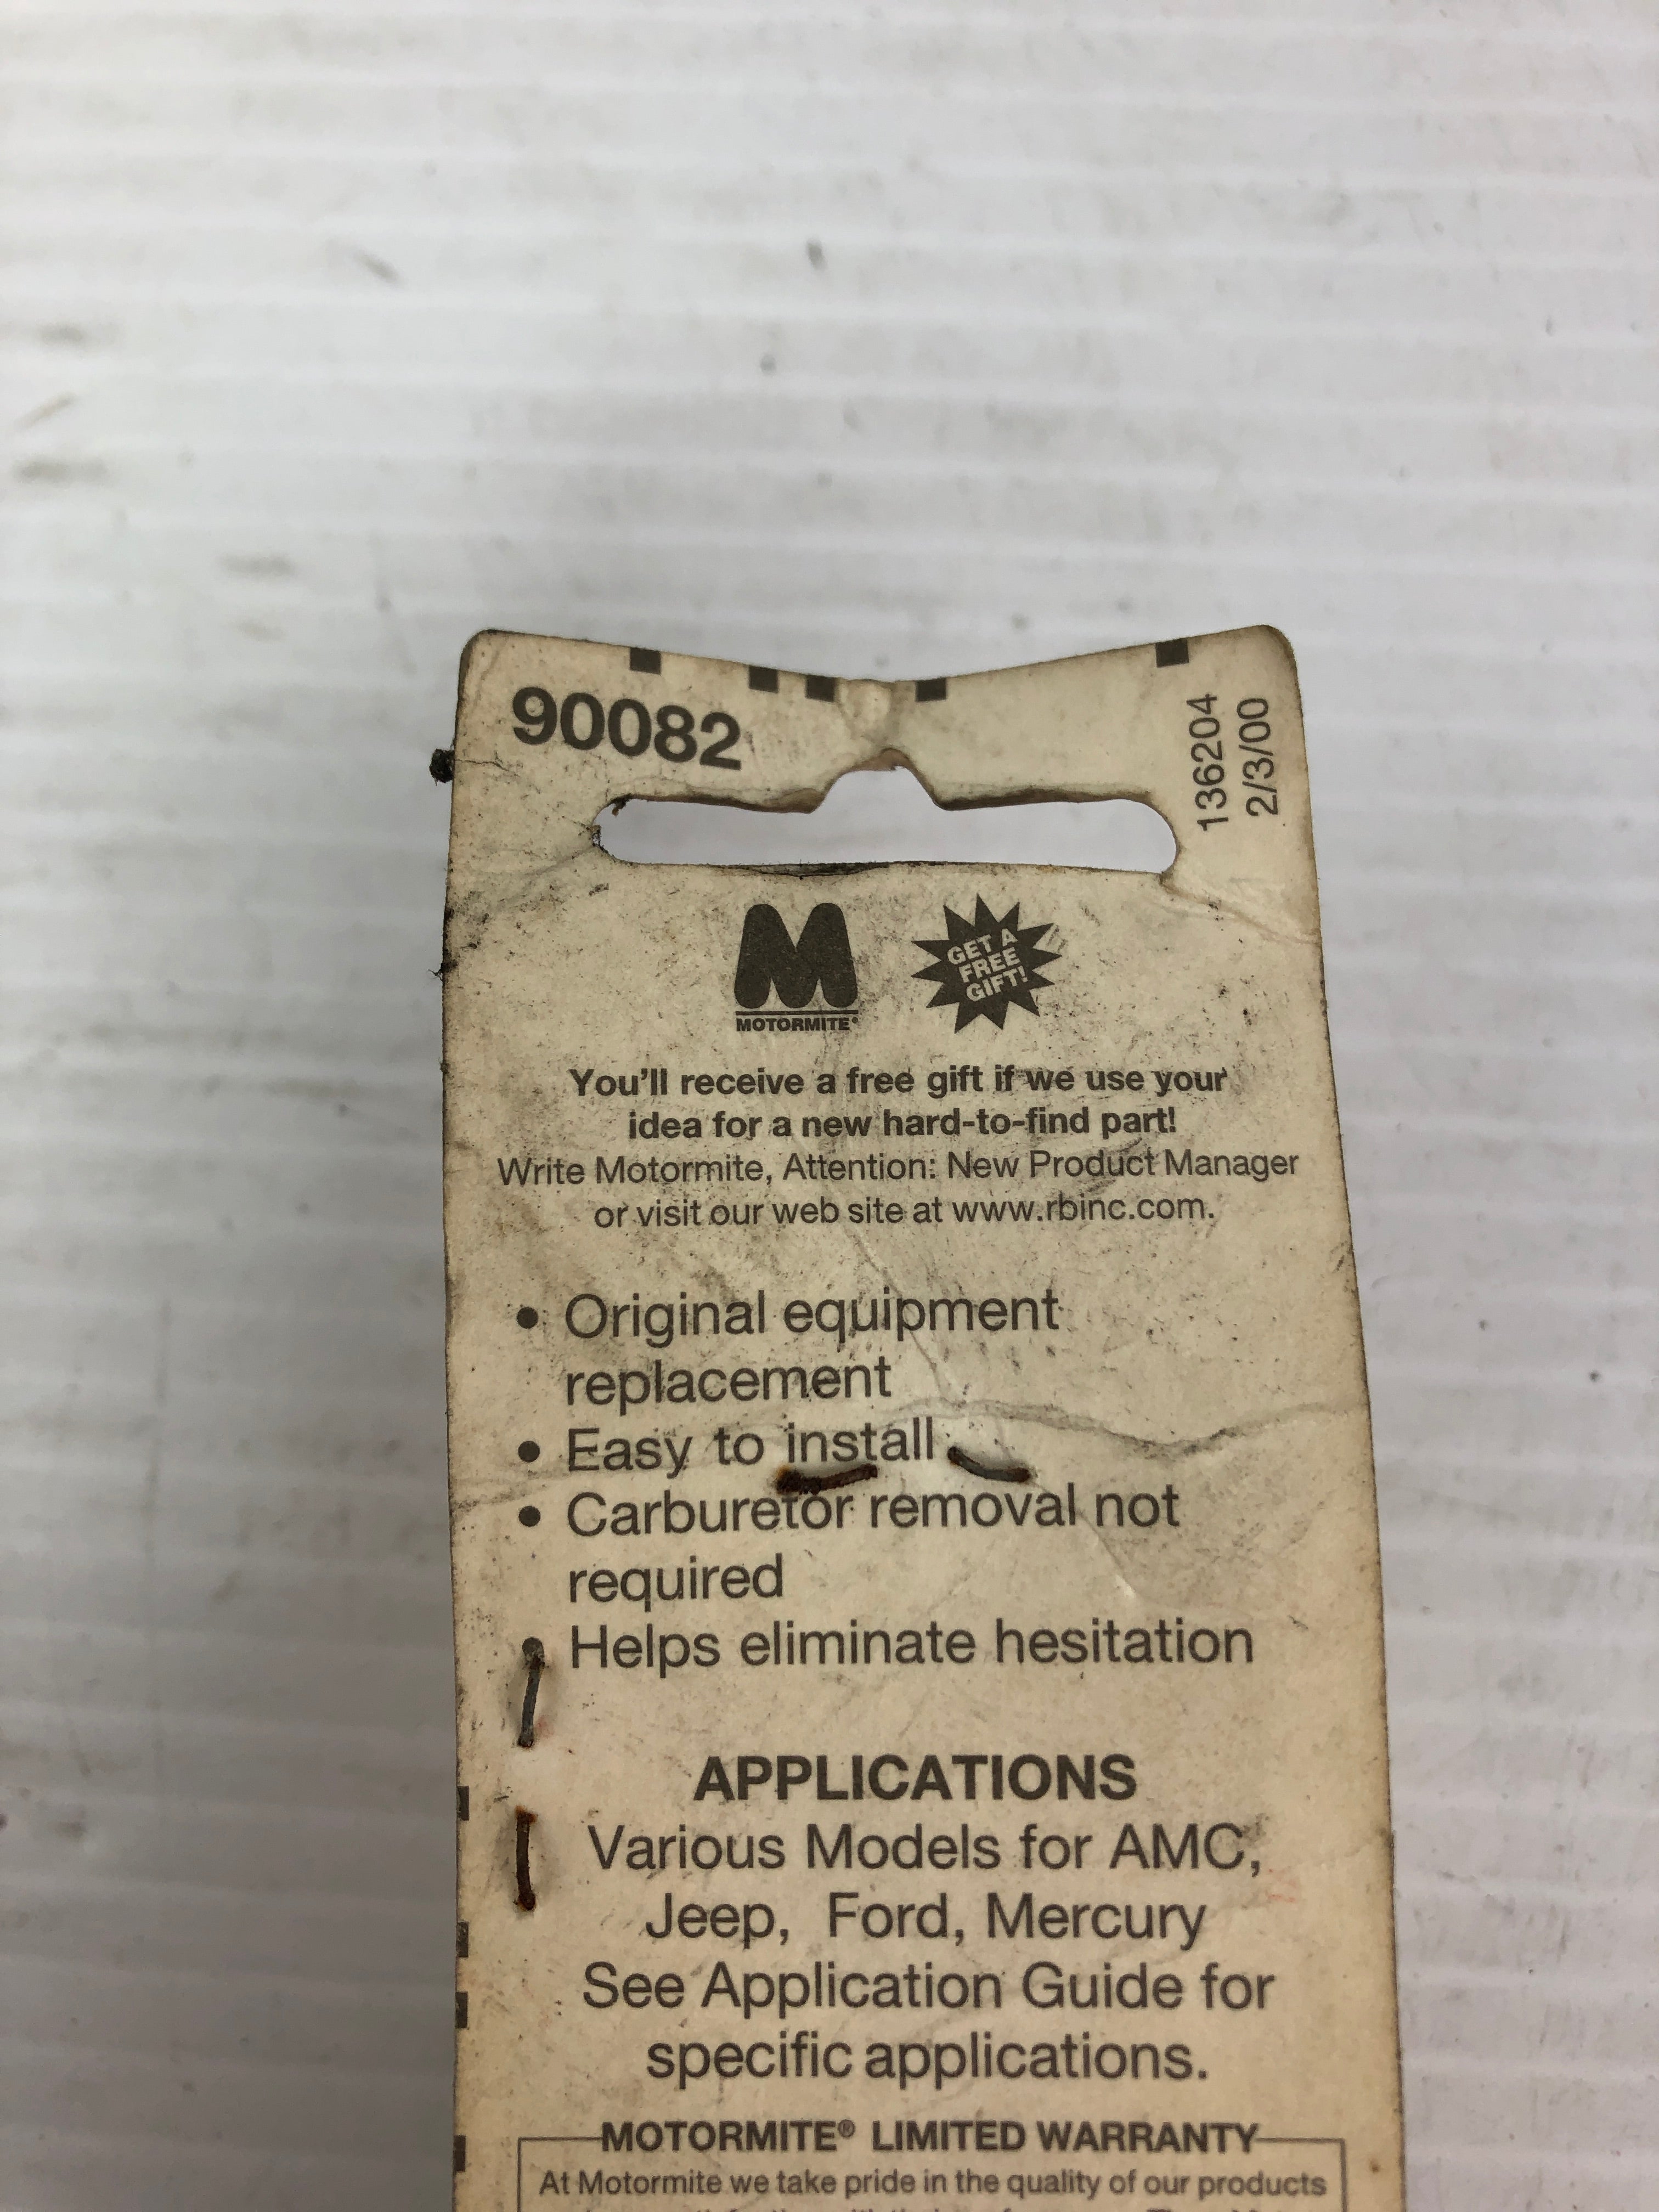 90082
136204
2/3/00
M
MOTORMITE®
GET A
FREE
GIFT!
You'll receive a free gift if we use your
idea for a new hard-to-find part!
Write Motormite, Attention: New Product Manager
or visit our web site at www.rbinc.com.
• Original equipment
replacement
• Easy to install
• Carburetor removal not
required
• Helps eliminate hesitation
APPLICATIONS
Various Models for AMC,
Jeep, Ford, Mercury
See Application Guide for
specific applications.
MOTORMITE® LIMITED WARRANTY
At Motormite we take pride in the quality of our products